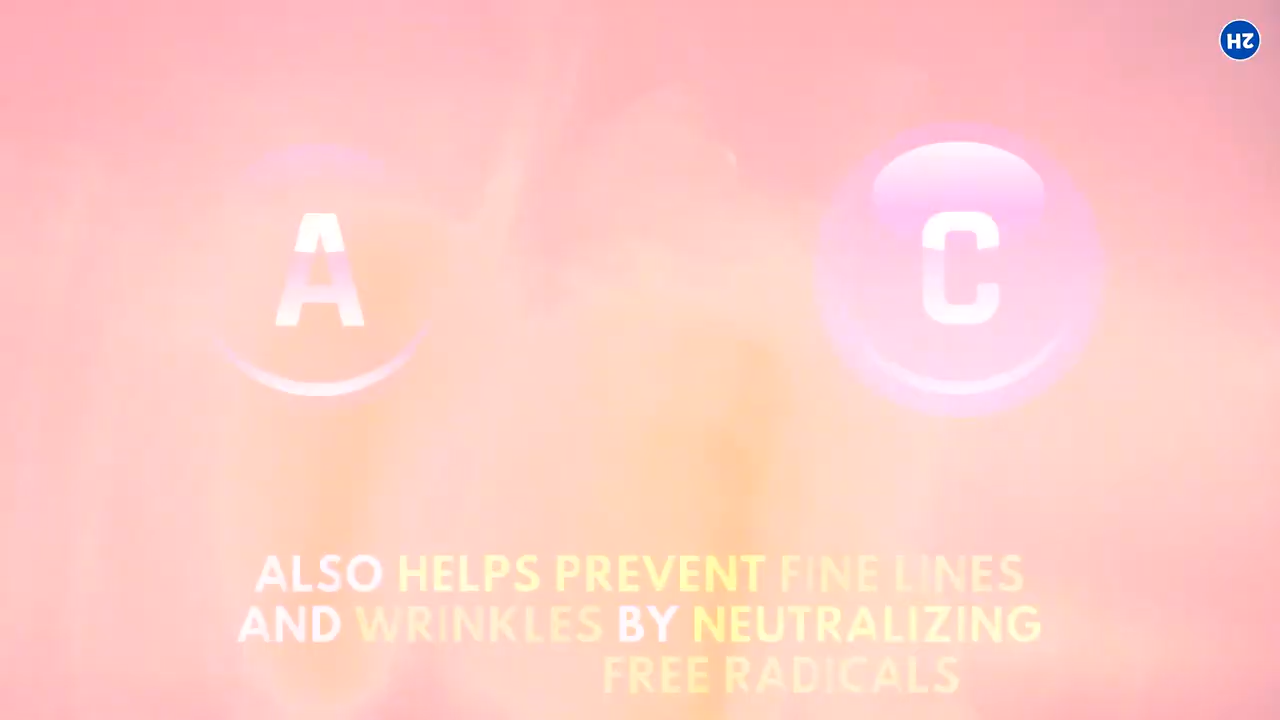 HZ
A
C
ALSO HELPS PREVENT FINE LINES
AND WRINKLES BY NEUTRALIZING
FREE RADICALS